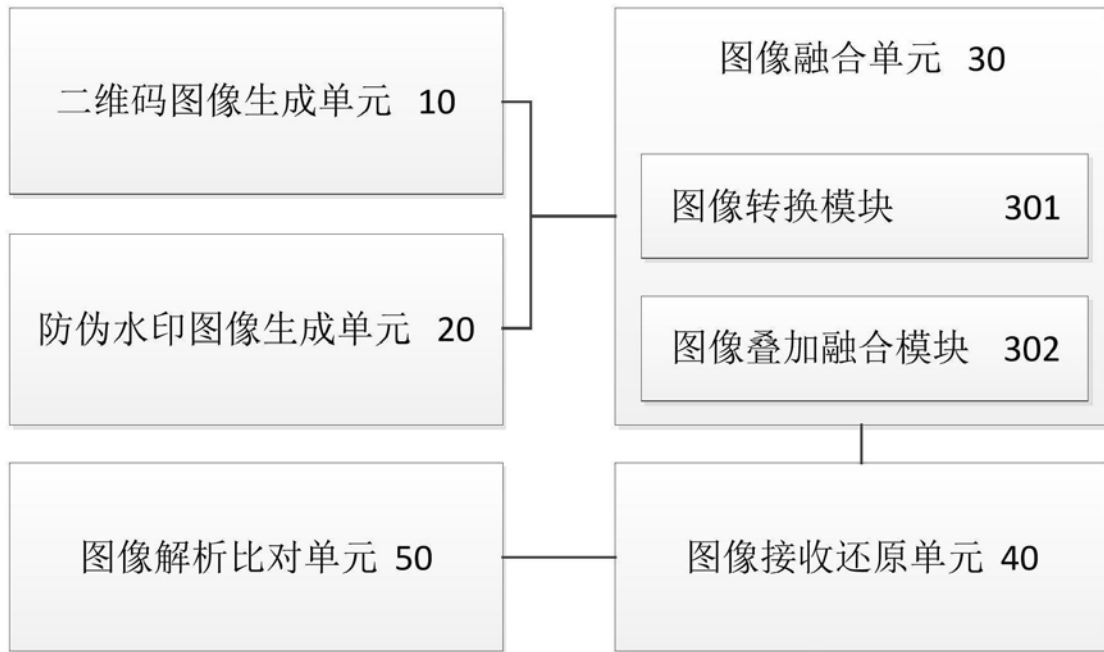 二维码图像生成单元 10
防伪水印图像生成单元 20
图像融合单元 30
图像转换模块 301
图像叠加融合模块 302
图像解析比对单元 50
图像接收还原单元 40